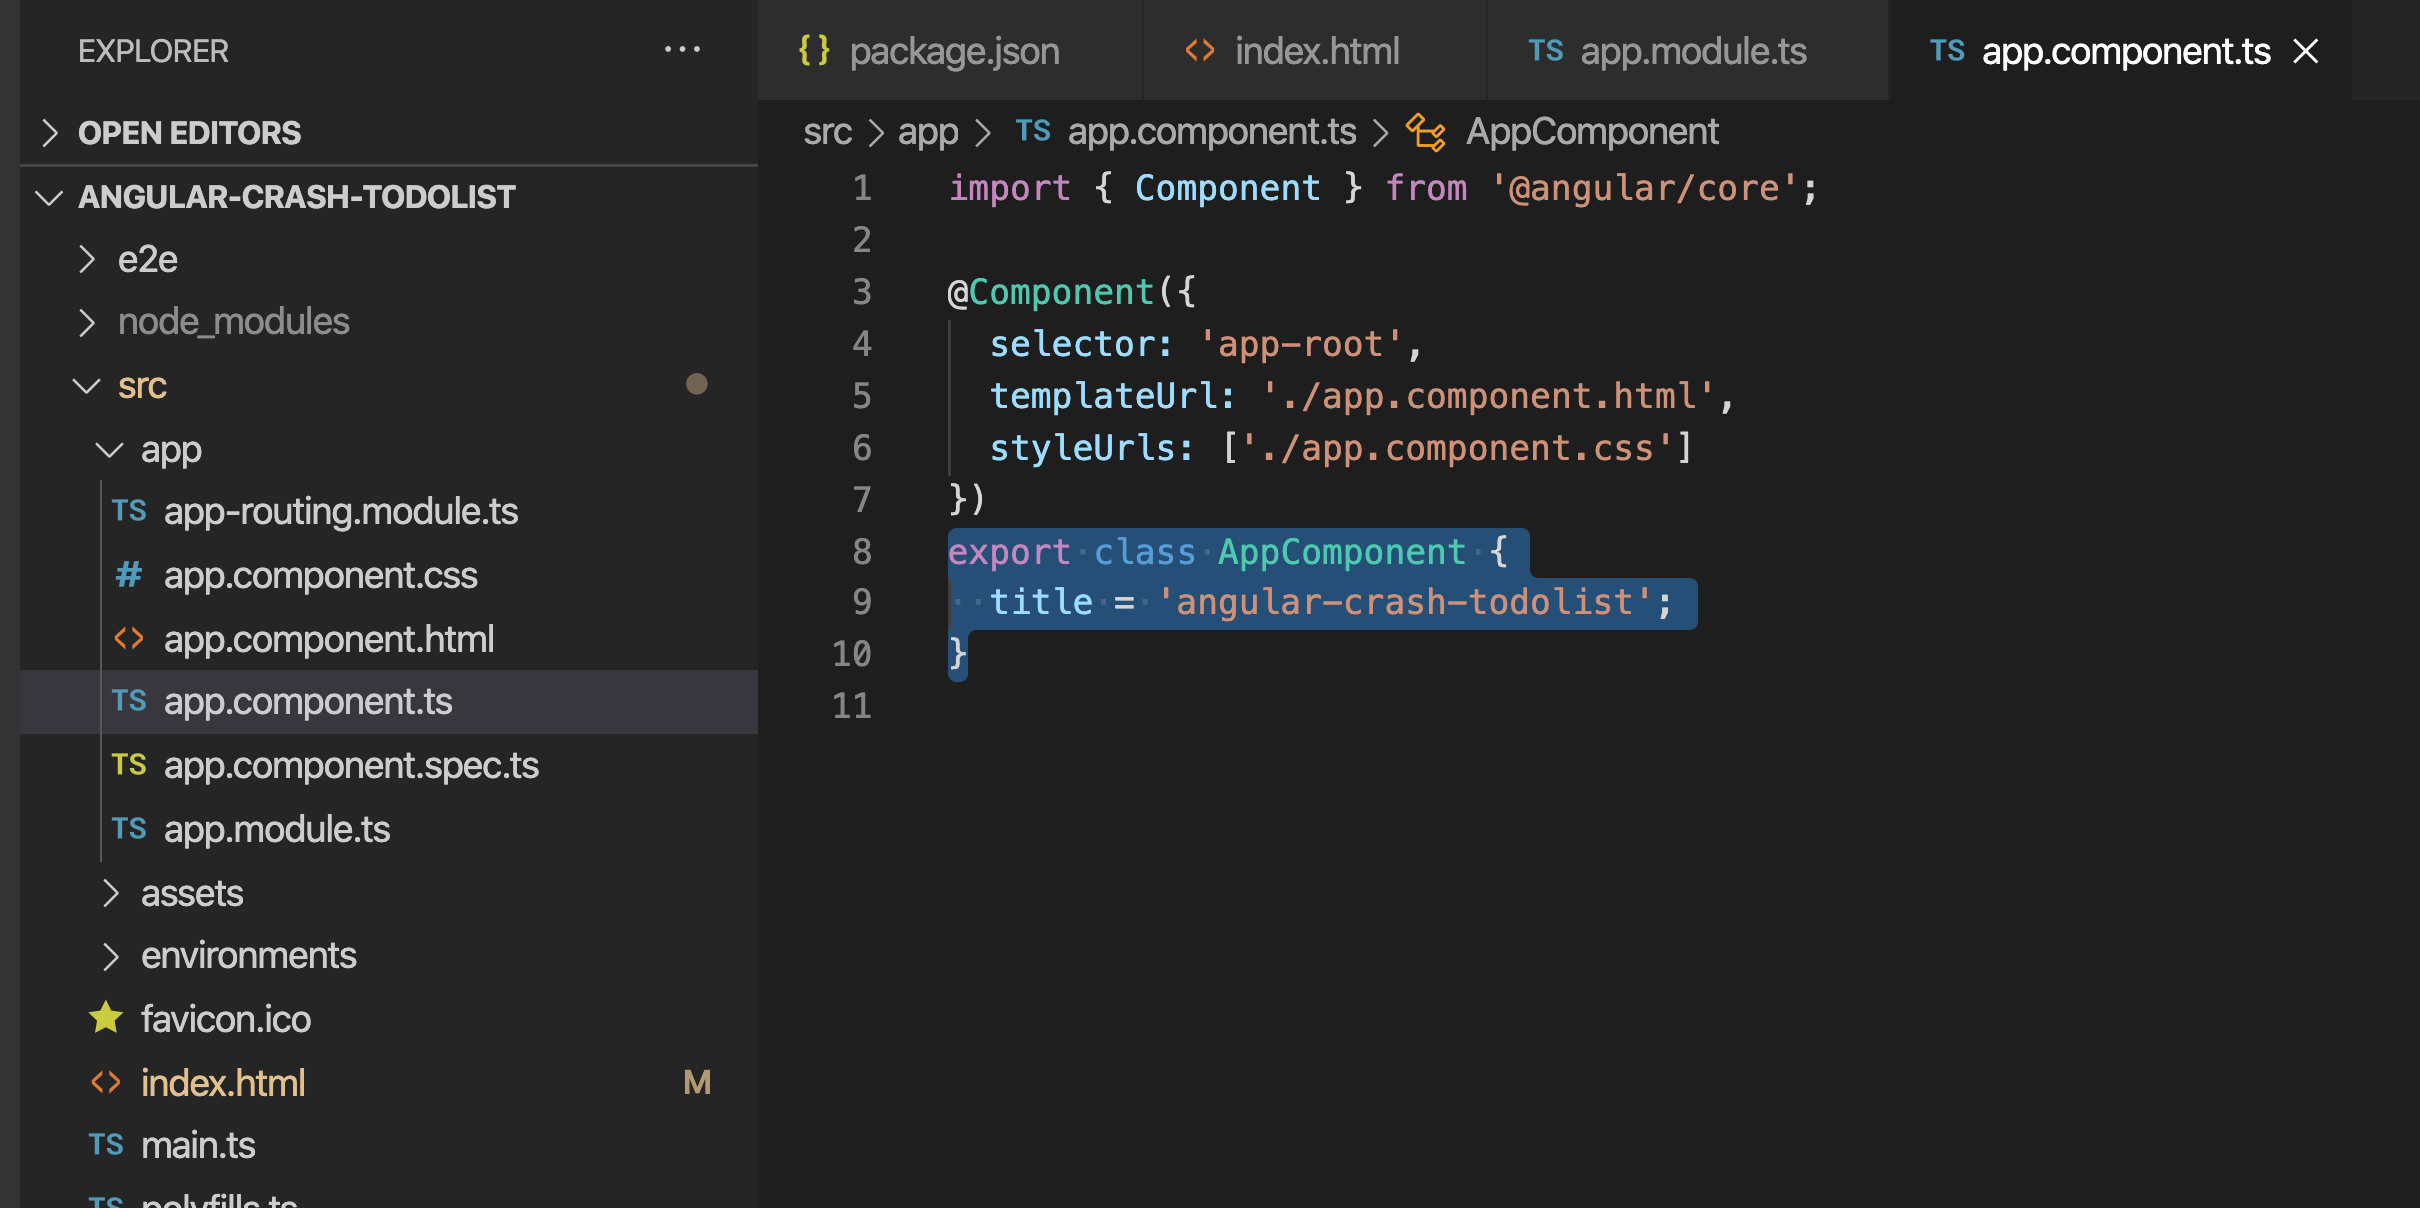 EXPLORER
OPEN EDITORS
ANGULAR-CRASH-TODOLIST
e2e
node_modules
src
app
TS app-routing.module.ts
# app.component.css
<> app.component.html
TS app.component.ts
TS app.component.spec.ts
TS app.module.ts
assets
environments
favicon.ico
<> index.html M
TS main.ts
TS polyfills.ts
{} package.json <> index.html TS app.module.ts TS app.component.ts
src > app > TS app.component.ts > AppComponent
1 import { Component } from '@angular/core';
2
3 @Component({
4   selector: 'app-root',
5   templateUrl: './app.component.html',
6   styleUrls: ['./app.component.css']
7 })
8 export class AppComponent {
9   title = 'angular-crash-todolist';
10 }
11